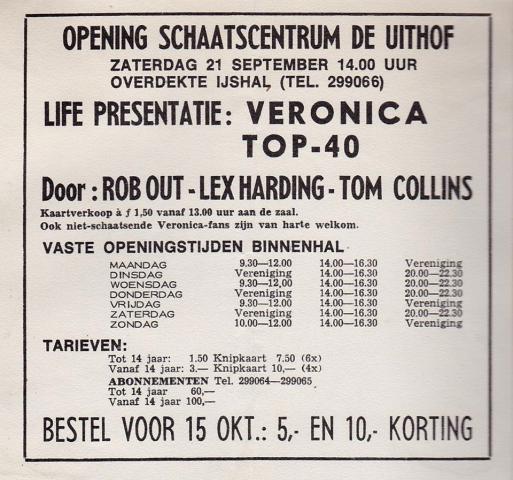 OPENING SCHAATSCENTRUM DE UITHOF
ZATERDAG 21 SEPTEMBER 14.00 UUR
OVERDEKTE IJSHAL (TEL. 299066)
LIFE PRESENTATIE: VERONICA
TOP-40
Door: ROB OUT - LEX HARDING - TOM COLLINS
Kaartverkoop à ƒ 1,50 vanaf 13.00 uur aan de zaal.
Ook niet-schaatsende Veronica-fans zijn van harte welkom.
VASTE OPENINGSTIJDEN BINNENHAL
MAANDAG 9.30—12.00 14.00—16.30 Vereniging
DINSDAG Vereniging 14.00—16.30 20.00—22.30
WOENSDAG 9.30—12,00 14.00—16.30 Vereniging
DONDERDAG Vereniging 14.00—16.30 20.00—22.30
VRIJDAG 9.30—12.00 14.00—16.30 Vereniging
ZATERDAG Vereniging 14.00—16.30 20.00—22.30
ZONDAG 10.00—12.00 14.00—16.30 Vereniging
TARIEVEN:
Tot 14 jaar: 1.50 Knipkaart 7.50 (6x)
Vanaf 14 jaar: 3.— Knipkaart 10,— (4x)
ABONNEMENTEN Tel. 299064—299065
Tot 14 jaar 60,—
Vanaf 14 jaar 100,—
BESTEL VOOR 15 OKT.: 5,- EN 10,- KORTING